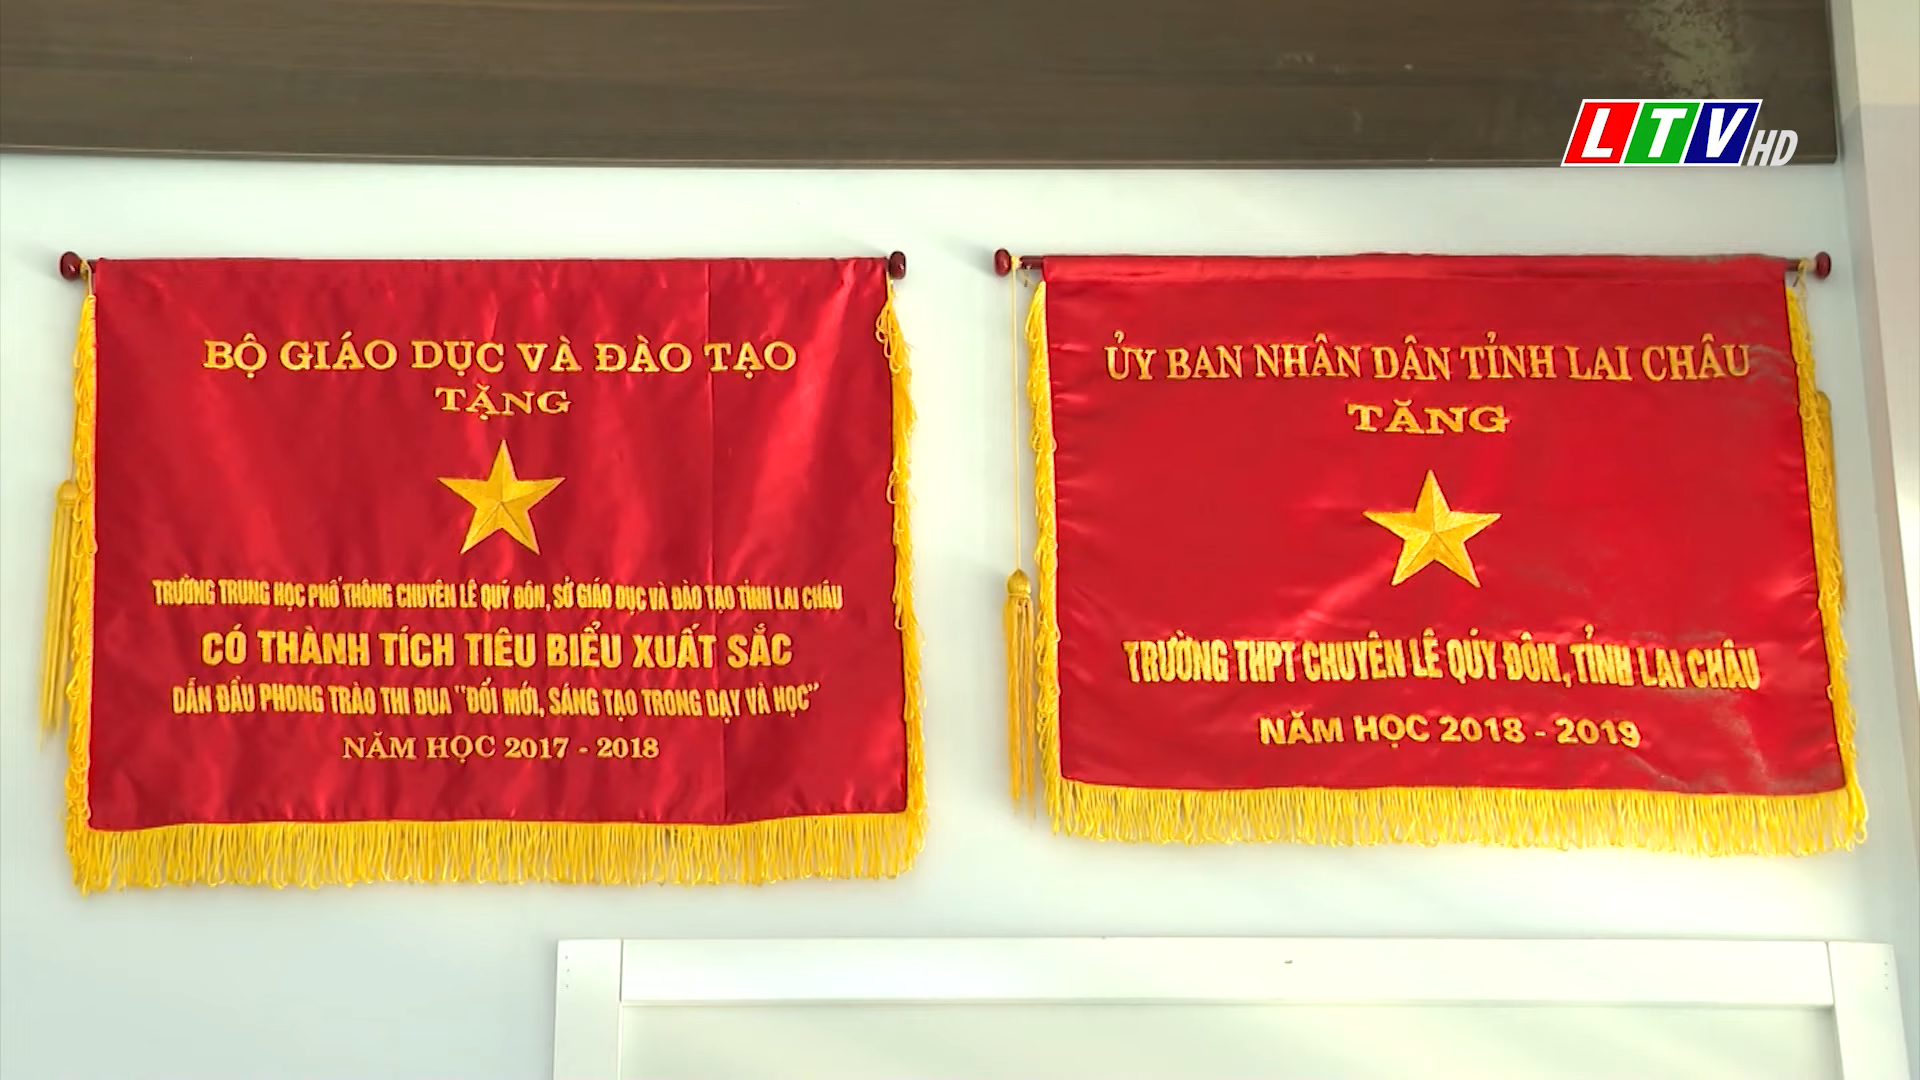 LTV HD
BỘ GIÁO DỤC VÀ ĐÀO TẠO
TẶNG
TRƯỜNG TRUNG HỌC PHỔ THÔNG CHUYÊN LÊ QUÝ ĐÔN, SỞ GIÁO DỤC VÀ ĐÀO TẠO TỈNH LAI CHÂU
CÓ THÀNH TÍCH TIÊU BIỂU XUẤT SẮC
DẪN ĐẦU PHONG TRÀO THI ĐUA "ĐỔI MỚI, SÁNG TẠO TRONG DẠY VÀ HỌC"
NĂM HỌC 2017 - 2018
ỦY BAN NHÂN DÂN TỈNH LAI CHÂU
TẶNG
TRƯỜNG THPT CHUYÊN LÊ QÚY ĐÔN, TỈNH LAI CHÂU
NĂM HỌC 2018 - 2019